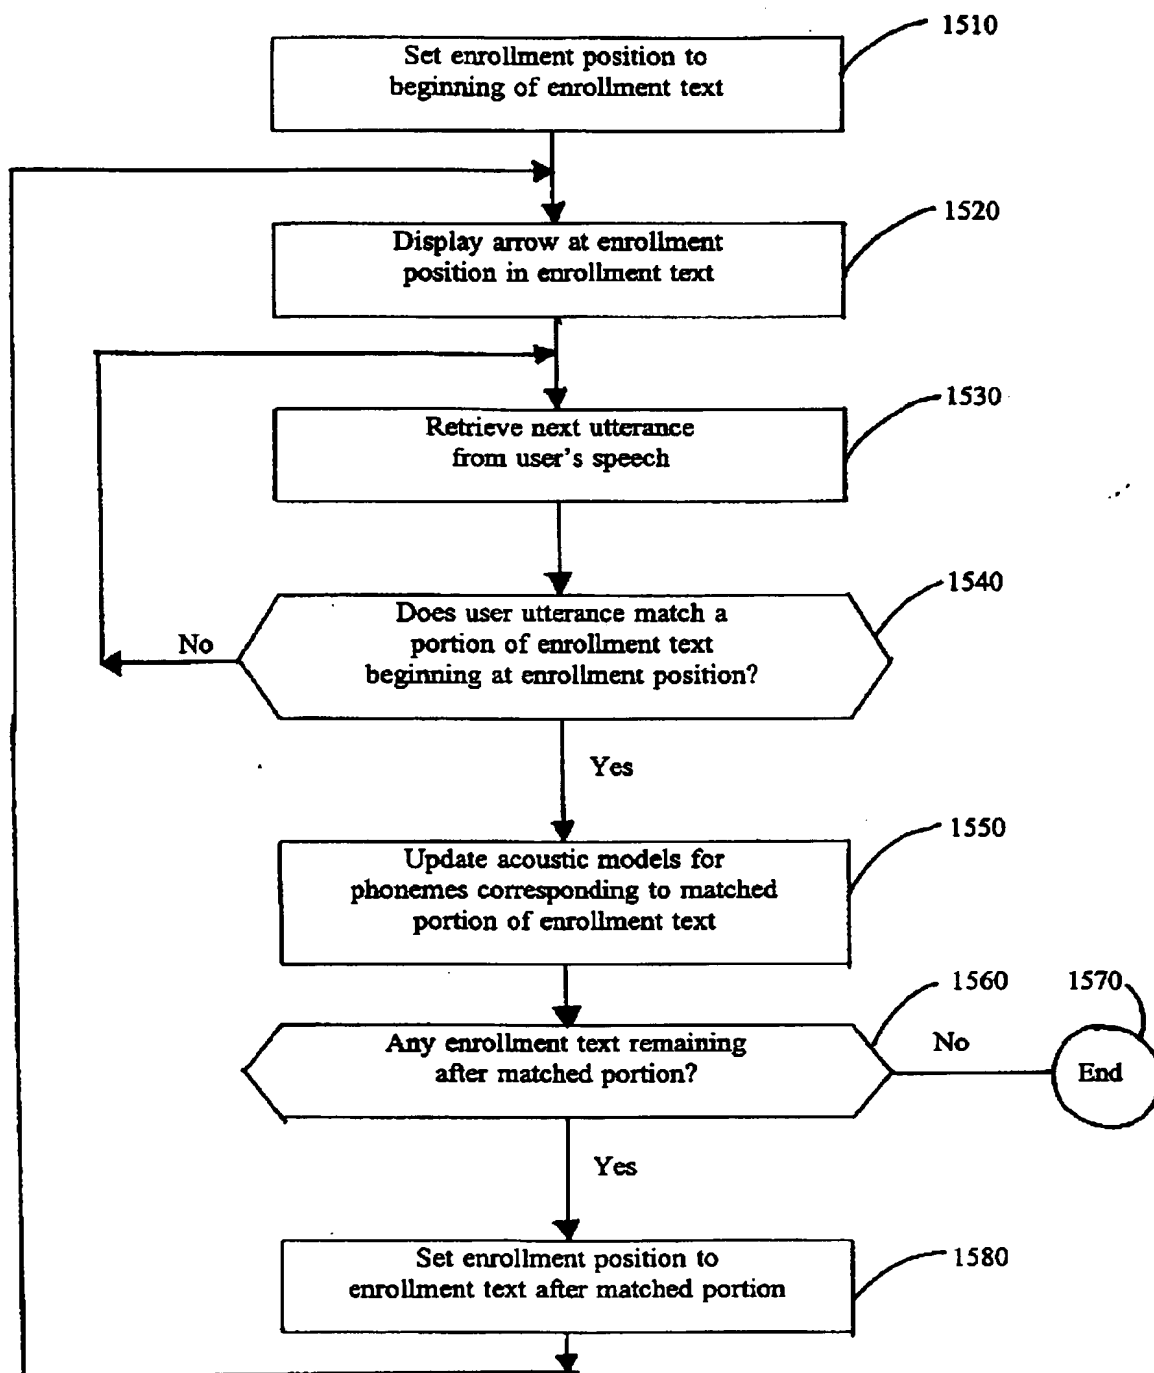 1510
Set enrollment position to
beginning of enrollment text
1520
Display arrow at enrollment
position in enrollment text
1530
Retrieve next utterance
from user's speech
1540
Does user utterance match a
portion of enrollment text
beginning at enrollment position?
No
Yes
1550
Update acoustic models for
phonemes corresponding to matched
portion of enrollment text
1560
1570
Any enrollment text remaining
after matched portion?
No
End
Yes
1580
Set enrollment position to
enrollment text after matched portion